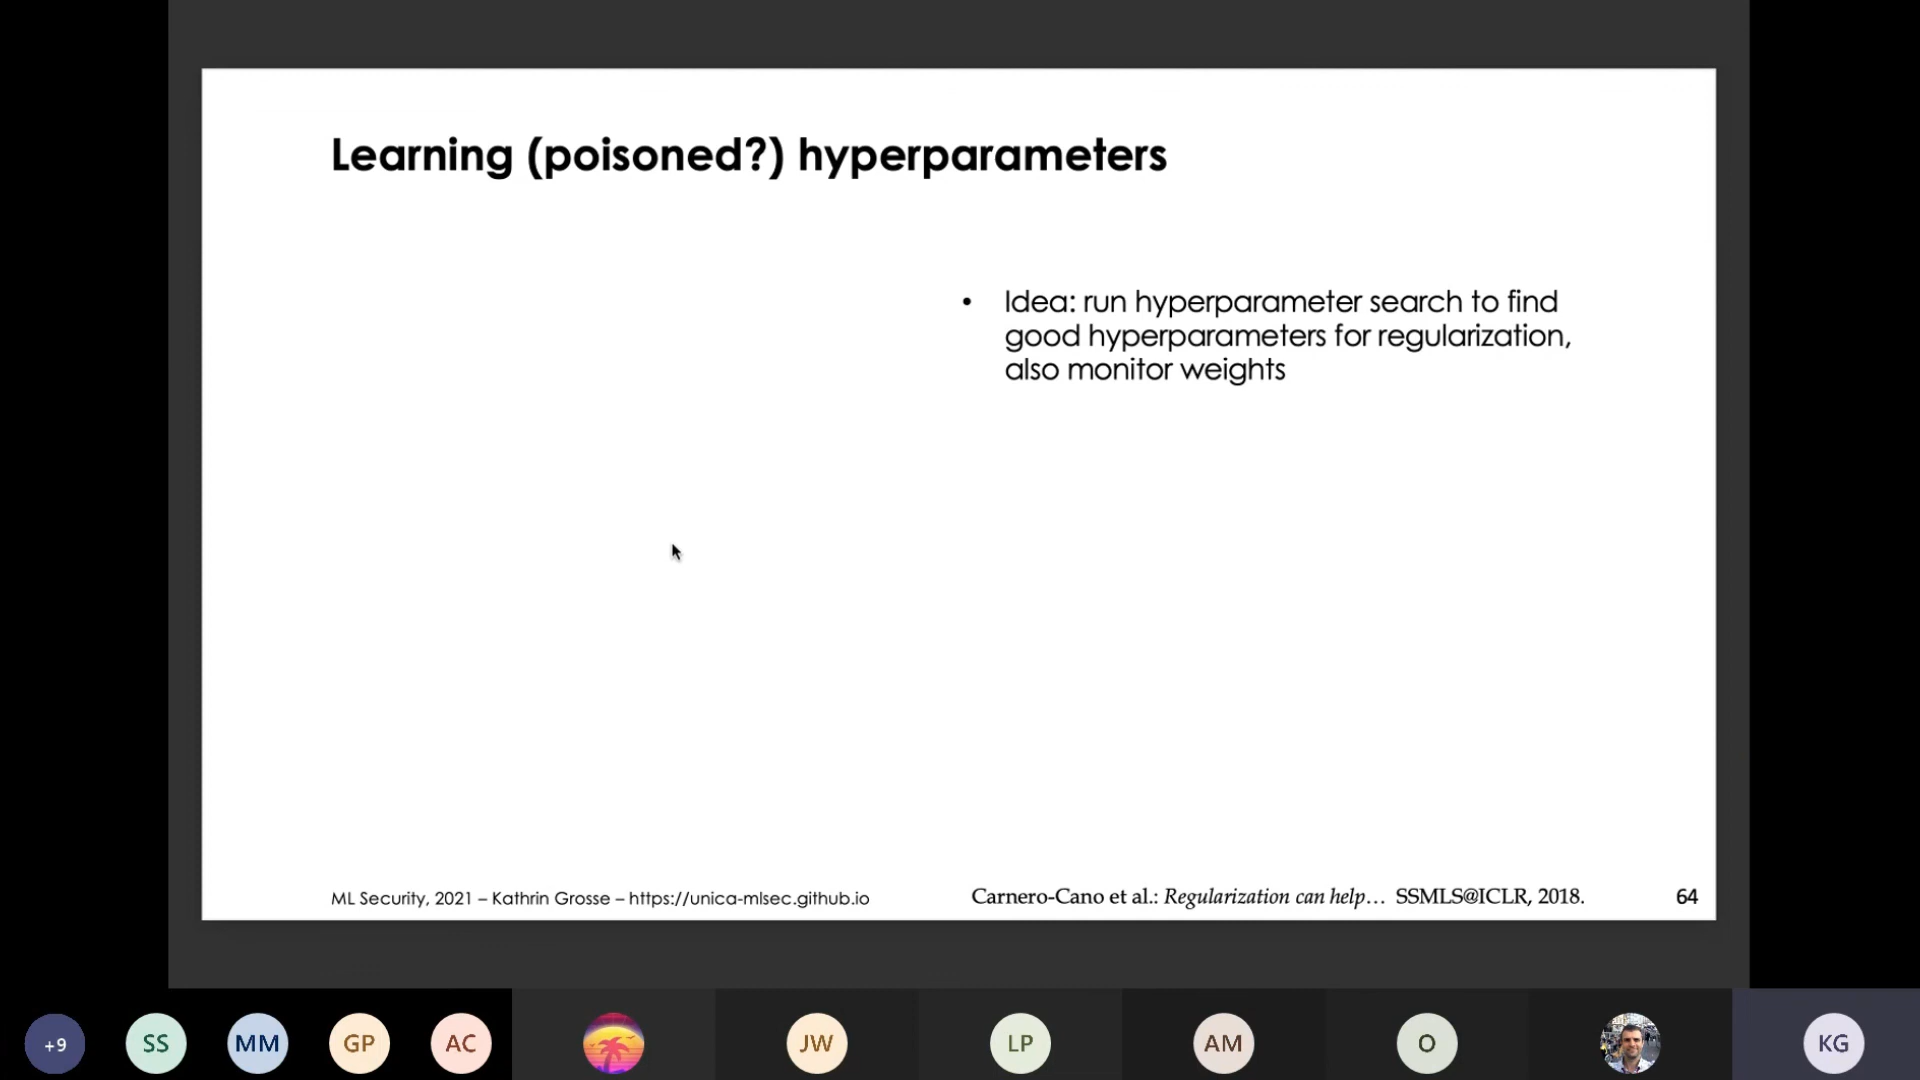 Learning (poisoned?) hyperparameters
• Idea: run hyperparameter search to find
good hyperparameters for regularization,
also monitor weights
ML Security, 2021 – Kathrin Grosse – https://unica-mlsec.github.io
Carnero-Cano et al.: Regularization can help… SSMLS@ICLR, 2018.
64
+9
SS
MM
GP
AC
JW
LP
AM
O
KG